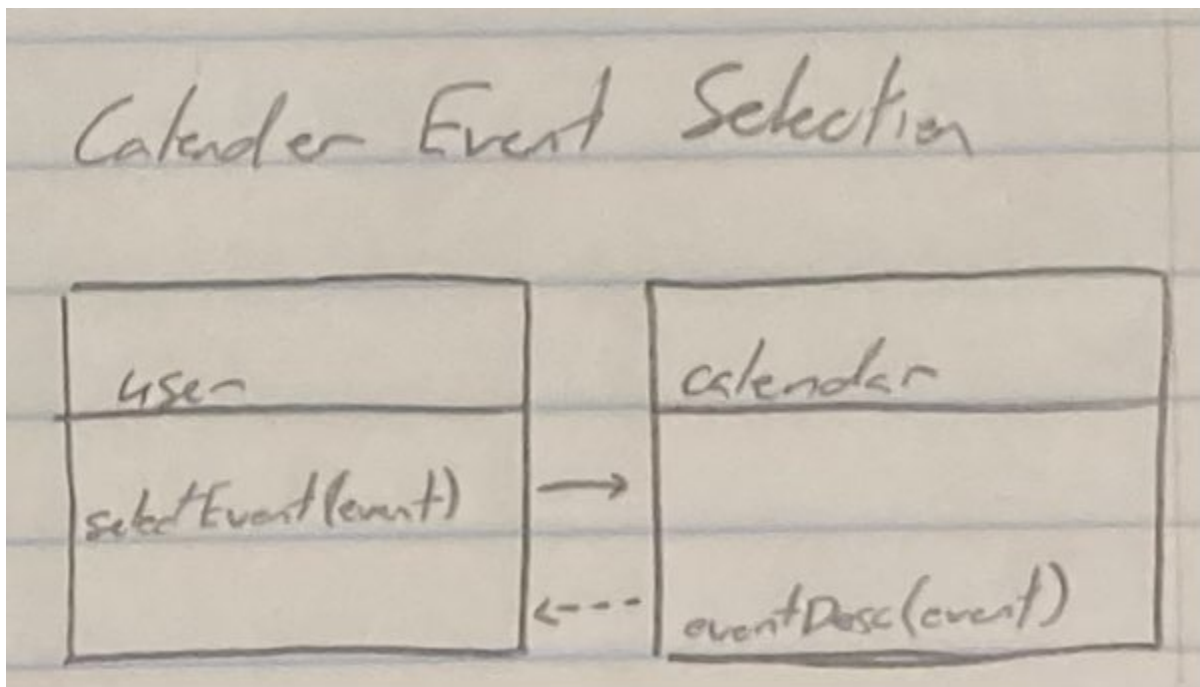 Calender Event Selection
user
calendar
selectEvent(event)
eventDesc(event)